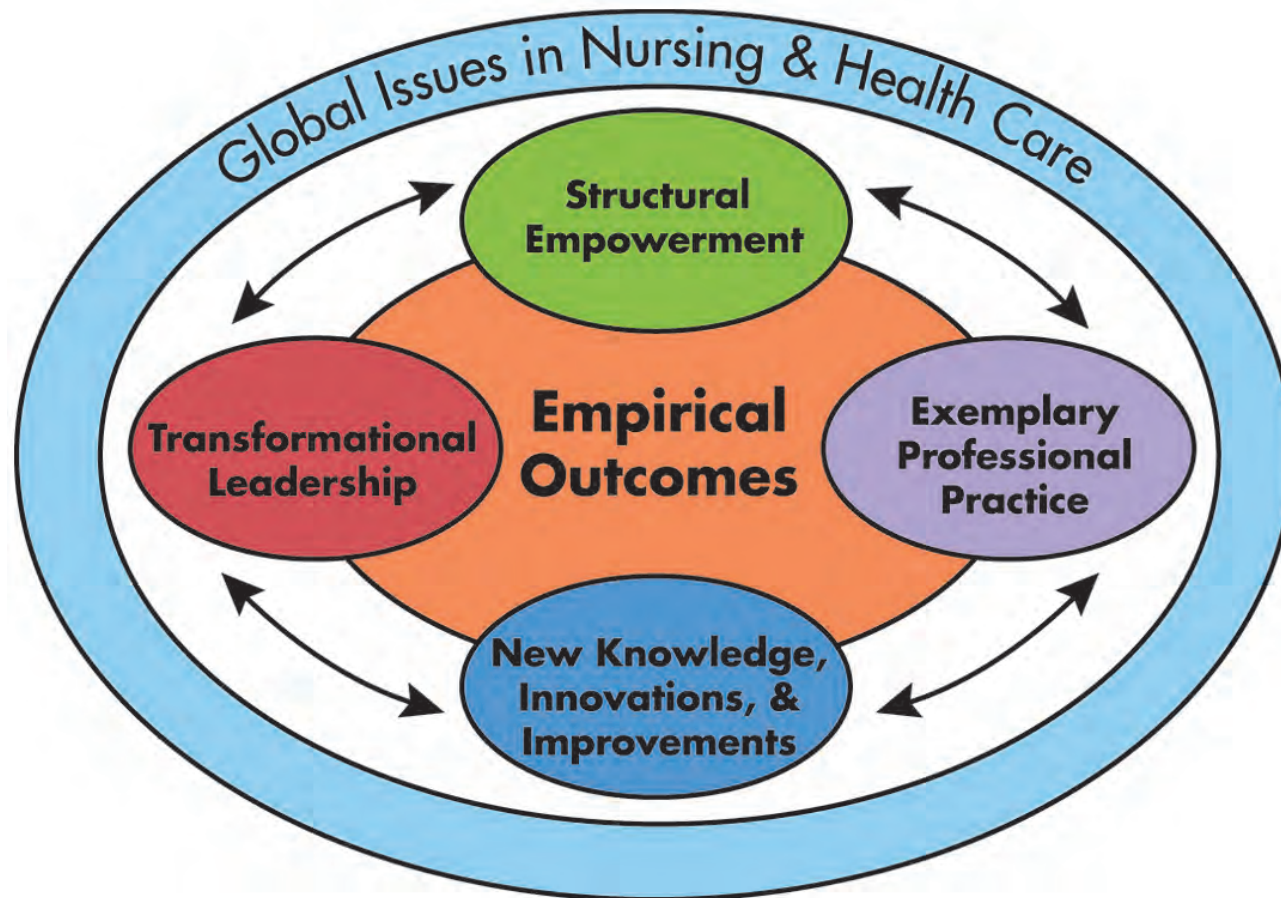 Global Issues in Nursing & Health Care
Structural
Empowerment
Transformational
Leadership
Empirical
Outcomes
Exemplary
Professional
Practice
New Knowledge,
Innovations, &
Improvements